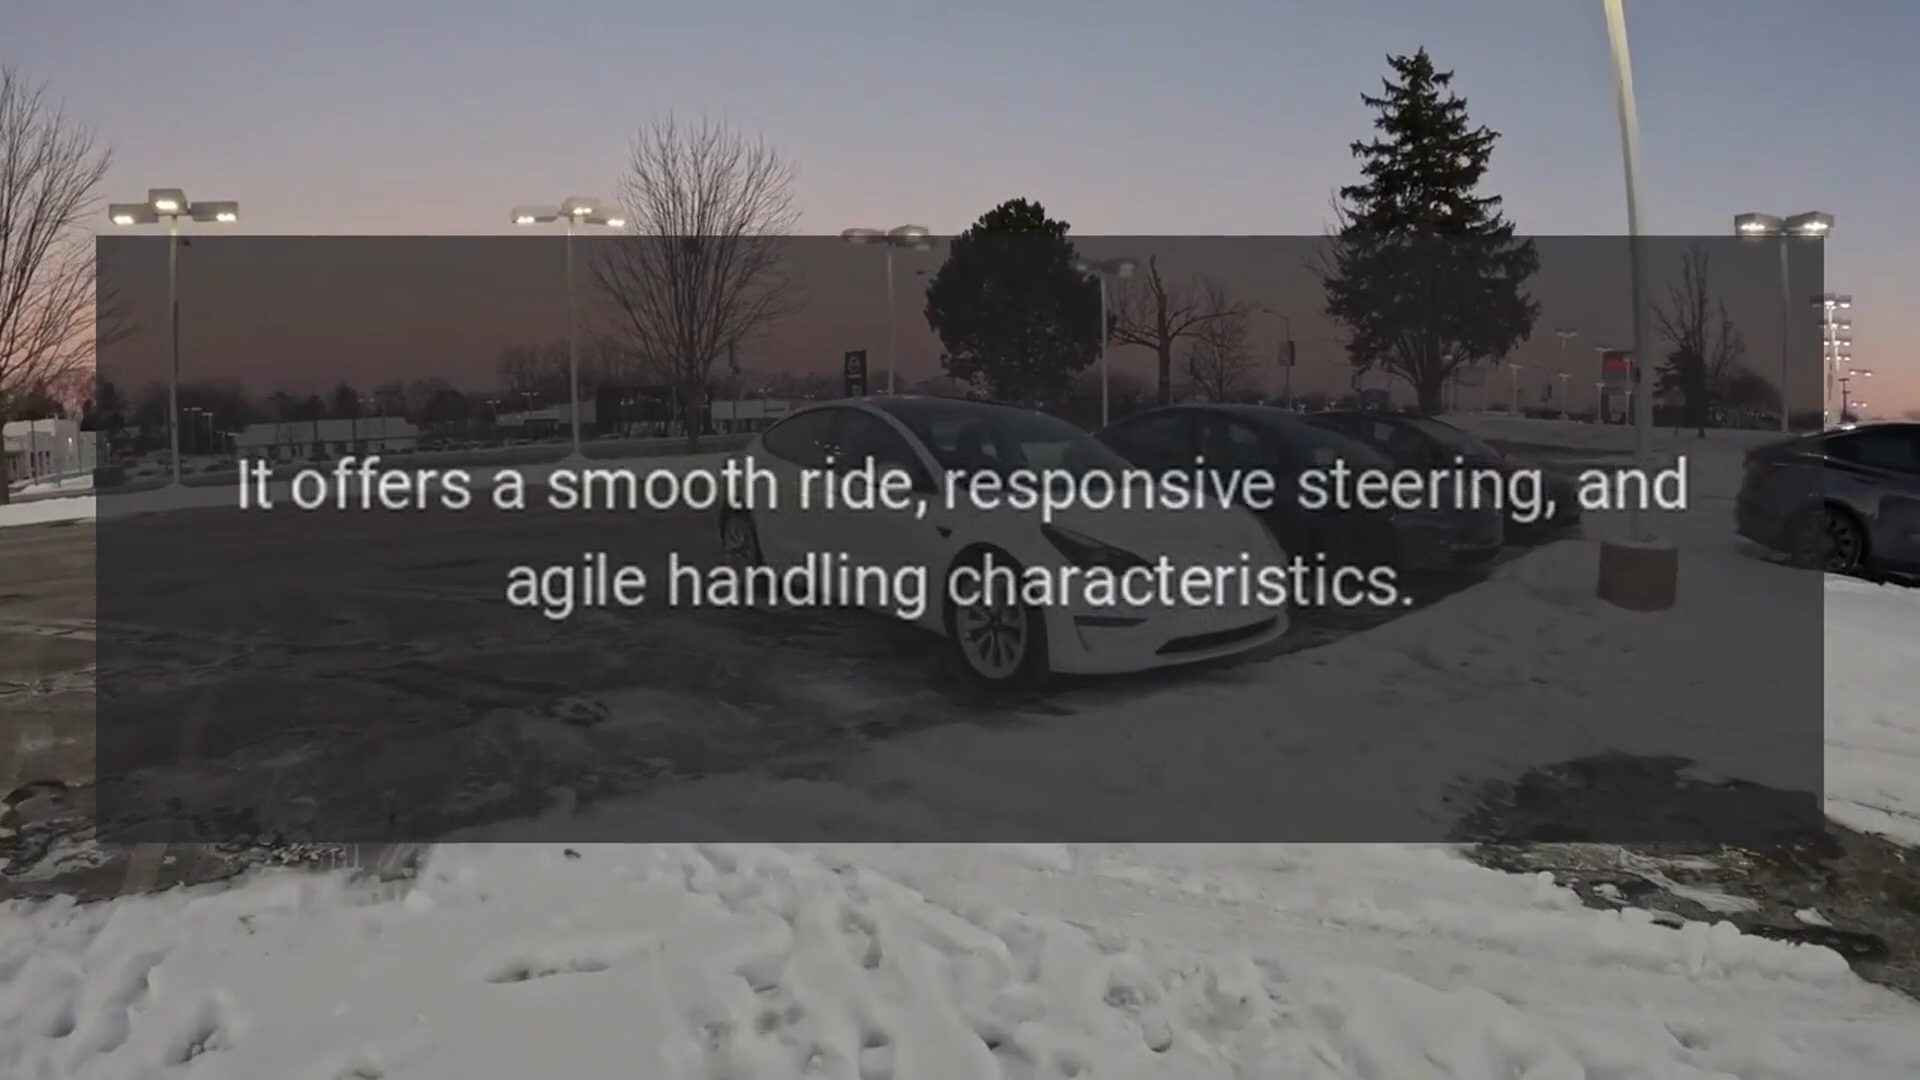 It offers a smooth ride, responsive steering, and
agile handling characteristics.